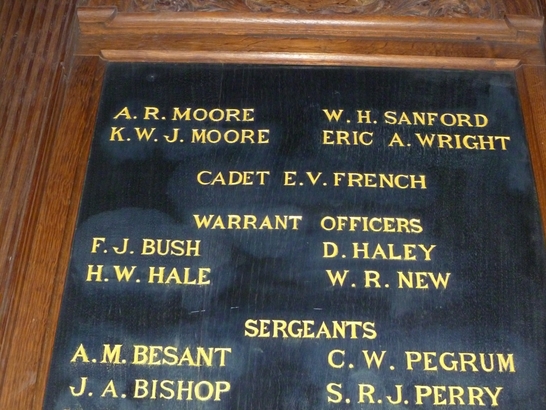 A. R. MOORE W. H. SANFORD
K. W. J. MOORE ERIC A. WRIGHT
CADET E. V. FRENCH
WARRANT OFFICERS
F. J. BUSH D. HALEY
H. W. HALE W. R. NEW
SERGEANTS
A. M. BESANT C. W. PEGRUM
J. A. BISHOP S. R. J. PERRY